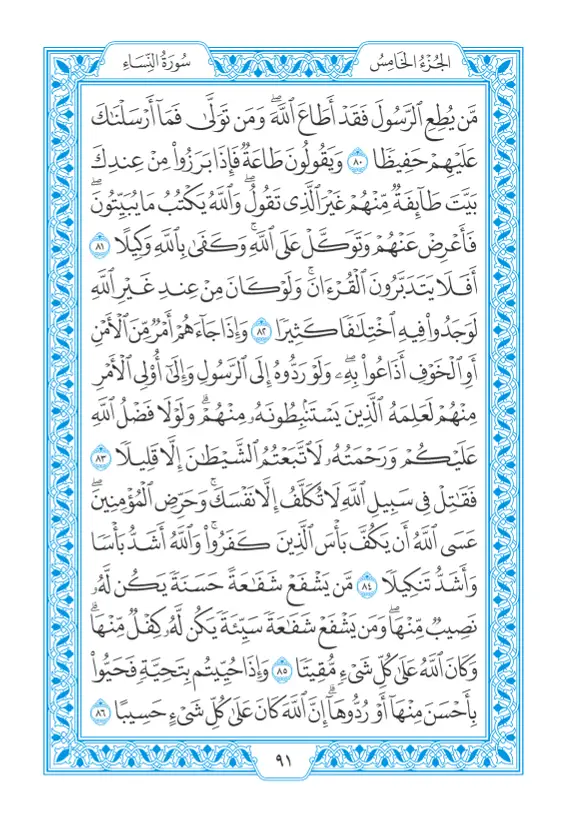 الجُزْءُ الخَامِسُ
سُورَةُ النِّسَاءِ
مَّن يُطِعِ ٱلرَّسُولَ فَقَدْ أَطَاعَ ٱللَّهَۖ وَمَن تَوَلَّىٰ فَمَآ أَرْسَلْنَٰكَ
عَلَيْهِمْ حَفِيظٗا ٨٠ وَيَقُولُونَ طَاعَةٞ فَإِذَا بَرَزُواْ مِنْ عِندِكَ
بَيَّتَ طَآئِفَةٞ مِّنْهُمْ غَيْرَ ٱلَّذِي تَقُولُۖ وَٱللَّهُ يَكْتُبُ مَا يُبَيِّتُونَۖ
فَأَعْرِضْ عَنْهُمْ وَتَوَكَّلْ عَلَى ٱللَّهِۚ وَكَفَىٰ بِٱللَّهِ وَكِيلًا ٨١
أَفَلَا يَتَدَبَّرُونَ ٱلْقُرْءَانَۚ وَلَوْ كَانَ مِنْ عِندِ غَيْرِ ٱللَّهِ
لَوَجَدُواْ فِيهِ ٱخْتِلَٰفٗا كَثِيرٗا ٨٢ وَإِذَا جَآءَهُمْ أَمْرٞ مِّنَ ٱلْأَمْنِ
أَوِ ٱلْخَوْفِ أَذَاعُواْ بِهِۦۖ وَلَوْ رَدُّوهُ إِلَى ٱلرَّسُولِ وَإِلَىٰٓ أُوْلِي ٱلْأَمْرِ
مِنْهُمْ لَعَلِمَهُ ٱلَّذِينَ يَسْتَنۢبِطُونَهُۥ مِنْهُمْۗ وَلَوْلَا فَضْلُ ٱللَّهِ
عَلَيْكُمْ وَرَحْمَتُهُۥ لَٱتَّبَعْتُمُ ٱلشَّيْطَٰنَ إِلَّا قَلِيلٗا ٨٣
فَقَٰتِلْ فِي سَبِيلِ ٱللَّهِ لَا تُكَلَّفُ إِلَّا نَفْسَكَۚ وَحَرِّضِ ٱلْمُؤْمِنِينَۖ
عَسَى ٱللَّهُ أَن يَكُفَّ بَأْسَ ٱلَّذِينَ كَفَرُواْۚ وَٱللَّهُ أَشَدُّ بَأْسٗا
وَأَشَدُّ تَنكِيلٗا ٨٤ مَّن يَشْفَعْ شَفَٰعَةً حَسَنَةٗ يَكُن لَّهُۥ
نَصِيبٞ مِّنْهَاۖ وَمَن يَشْفَعْ شَفَٰعَةٗ سَيِّئَةٗ يَكُن لَّهُۥ كِفْلٞ مِّنْهَاۗ
وَكَانَ ٱللَّهُ عَلَىٰ كُلِّ شَيْءٖ مُّقِيتٗا ٨٥ وَإِذَا حُيِّيتُم بِتَحِيَّةٖ فَحَيُّواْ
بِأَحْسَنَ مِنْهَآ أَوْ رُدُّوهَآۗ إِنَّ ٱللَّهَ كَانَ عَلَىٰ كُلِّ شَيْءٍ حَسِيبًا ٨٦
٩١